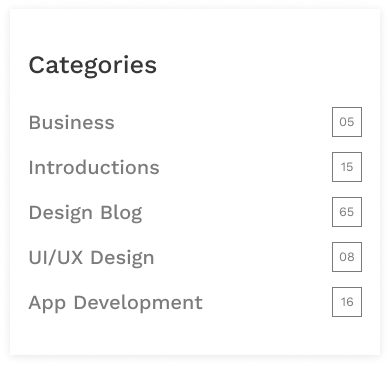 Categories
Business 05
Introductions 15
Design Blog 65
UI/UX Design 08
App Development 16